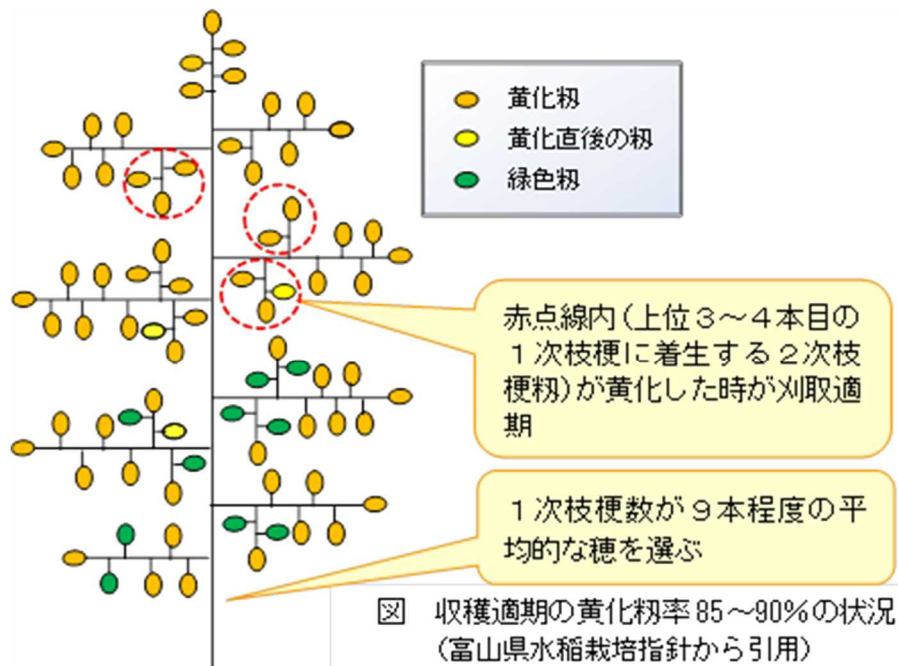 黄化籾
黄化直後の籾
緑色籾
赤点線内（上位３～４本目の
１次枝梗に着生する２次枝
梗籾）が黄化した時が刈取適
期
１次枝梗数が９本程度の平
均的な穂を選ぶ
図　収穫適期の黄化籾率85～90％の状況
（富山県水稲栽培指針から引用）